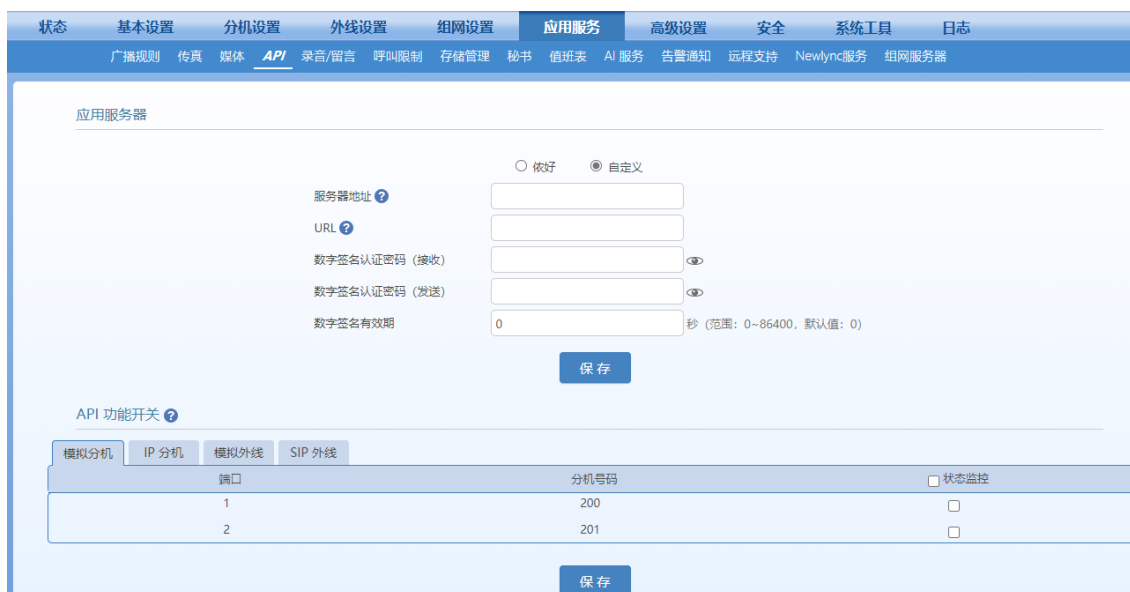 状态 基本设置 分机设置 外线设置 组网设置 应用服务 高级设置 安全 系统工具 日志
广播规则 传真 媒体 API 录音/留言 呼叫限制 存储管理 秘书 值班表 AI 服务 告警通知 远程支持 Newlync服务 组网服务器
应用服务器
侬好 自定义
服务器地址 ?
URL ?
数字签名认证密码（接收）
数字签名认证密码（发送）
数字签名有效期 0 秒（范围：0~86400，默认值：0）
保存
API 功能开关 ?
模拟分机 IP 分机 模拟外线 SIP 外线
端口 分机号码 状态监控
1 200
2 201
保存